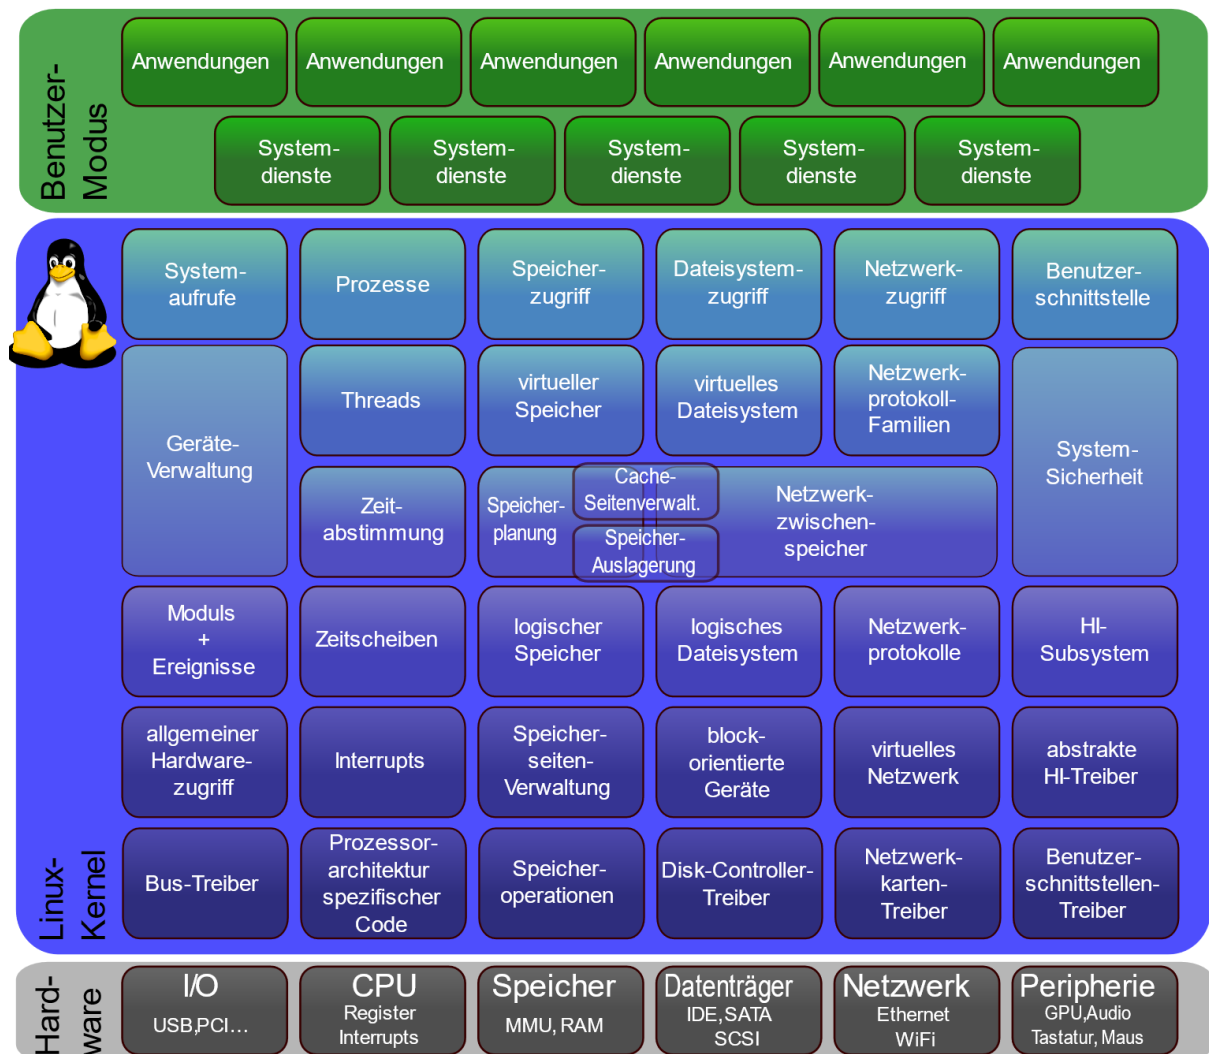 Benutzer-
Modus
Anwendungen
Anwendungen
Anwendungen
Anwendungen
Anwendungen
Anwendungen
System-
dienste
System-
dienste
System-
dienste
System-
dienste
System-
dienste
Linux-
Kernel
System-
aufrufe
Prozesse
Speicher-
zugriff
Dateisystem-
zugriff
Netzwerk-
zugriff
Benutzer-
schnittstelle
Geräte-
Verwaltung
Threads
virtueller
Speicher
virtuelles
Dateisystem
Netzwerk-
protokoll-
Familien
System-
Sicherheit
Zeit-
abstimmung
Speicher-
planung
Cache-
Seitenverwalt.
Speicher-
Auslagerung
Netzwerk-
zwischen-
speicher
Moduls
+
Ereignisse
Zeitscheiben
logischer
Speicher
logisches
Dateisystem
Netzwerk-
protokolle
HI-
Subsystem
allgemeiner
Hardware-
zugriff
Interrupts
Speicher-
seiten-
Verwaltung
block-
orientierte
Geräte
virtuelles
Netzwerk
abstrakte
HI-Treiber
Bus-Treiber
Prozessor-
architektur
spezifischer
Code
Speicher-
operationen
Disk-Controller-
Treiber
Netzwerk-
karten-
Treiber
Benutzer-
schnittstellen-
Treiber
Hard-
ware
I/O
USB,PCI…
CPU
Register
Interrupts
Speicher
MMU, RAM
Datenträger
IDE,SATA
SCSI
Netzwerk
Ethernet
WiFi
Peripherie
GPU,Audio
Tastatur, Maus